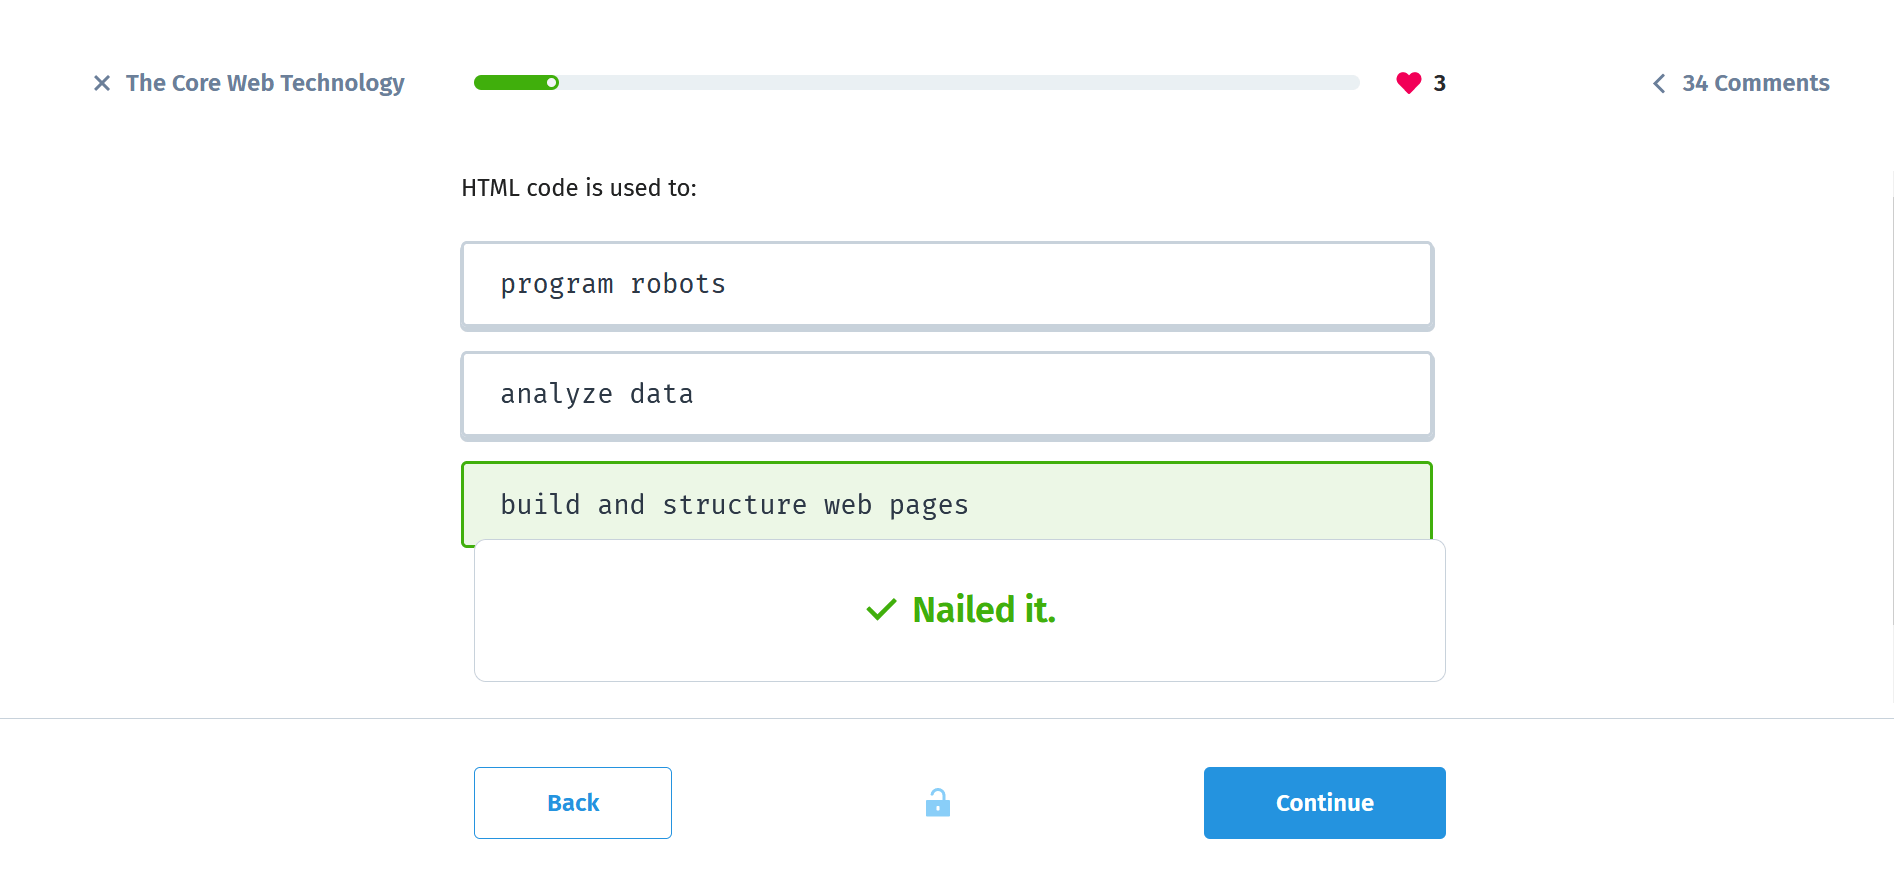 The Core Web Technology
3
34 Comments
HTML code is used to:
program robots
analyze data
build and structure web pages
Nailed it.
Back
Continue